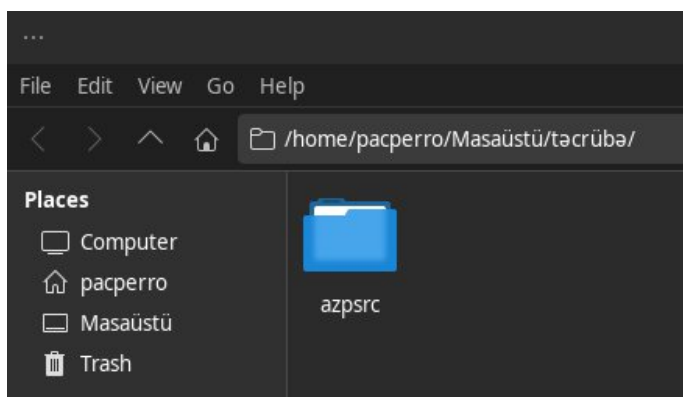 ...
File Edit View Go Help
/home/pacperro/Masaüstü/təcrübə/
Places
Computer
pacperro
Masaüstü
Trash
azpsrc